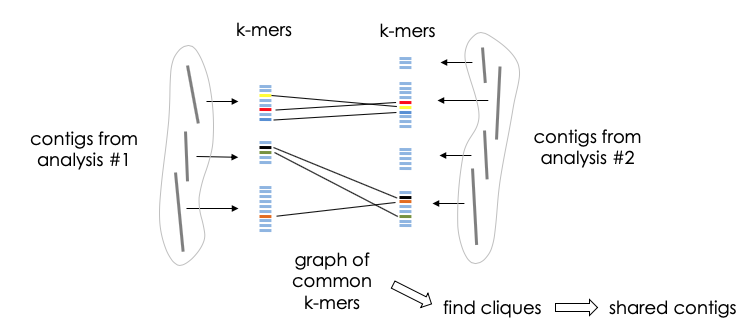 k-mers
k-mers
contigs from
analysis #1
contigs from
analysis #2
graph of
common
k-mers
find cliques
shared contigs